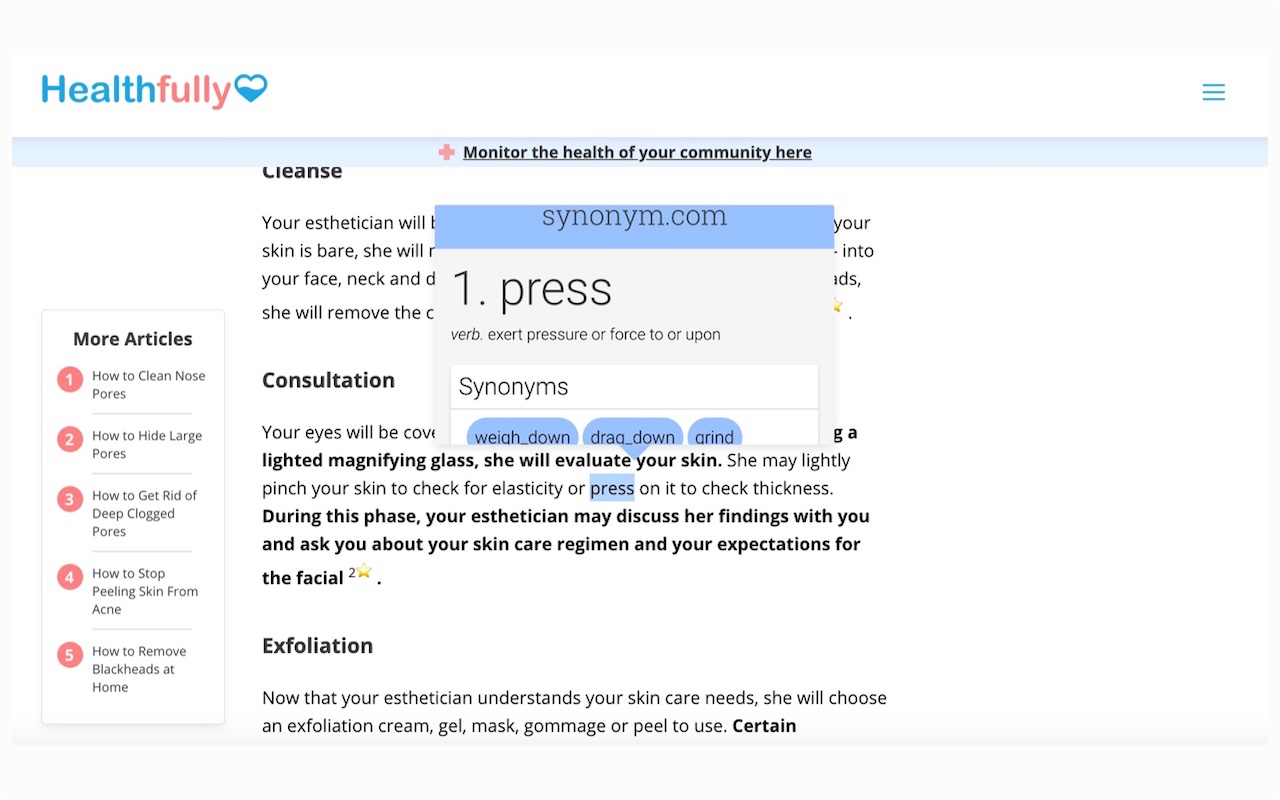 Healthfully
Monitor the health of your community here
Cleanse
Your esthetician will
your
skin is bare, she will
into
your face, neck and
she will remove the
.
synonym.com
1. press
verb. exert pressure or force to or upon
Synonyms
weigh_down drag_down grind
More Articles
1 How to Clean Nose
Pores
2 How to Hide Large
Pores
3 How to Get Rid of
Deep Clogged
Pores
4 How to Stop
Peeling Skin From
Acne
5 How to Remove
Blackheads at
Home
Consultation
Your eyes will be
a
lighted magnifying glass, she will evaluate your skin. She may lightly
pinch your skin to check for elasticity or press on it to check thickness.
During this phase, your esthetician may discuss her findings with you
and ask you about your skin care regimen and your expectations for
the facial 2⭐ .
Exfoliation
Now that your esthetician understands your skin care needs, she will choose
an exfoliation cream, gel, mask, gommage or peel to use. Certain